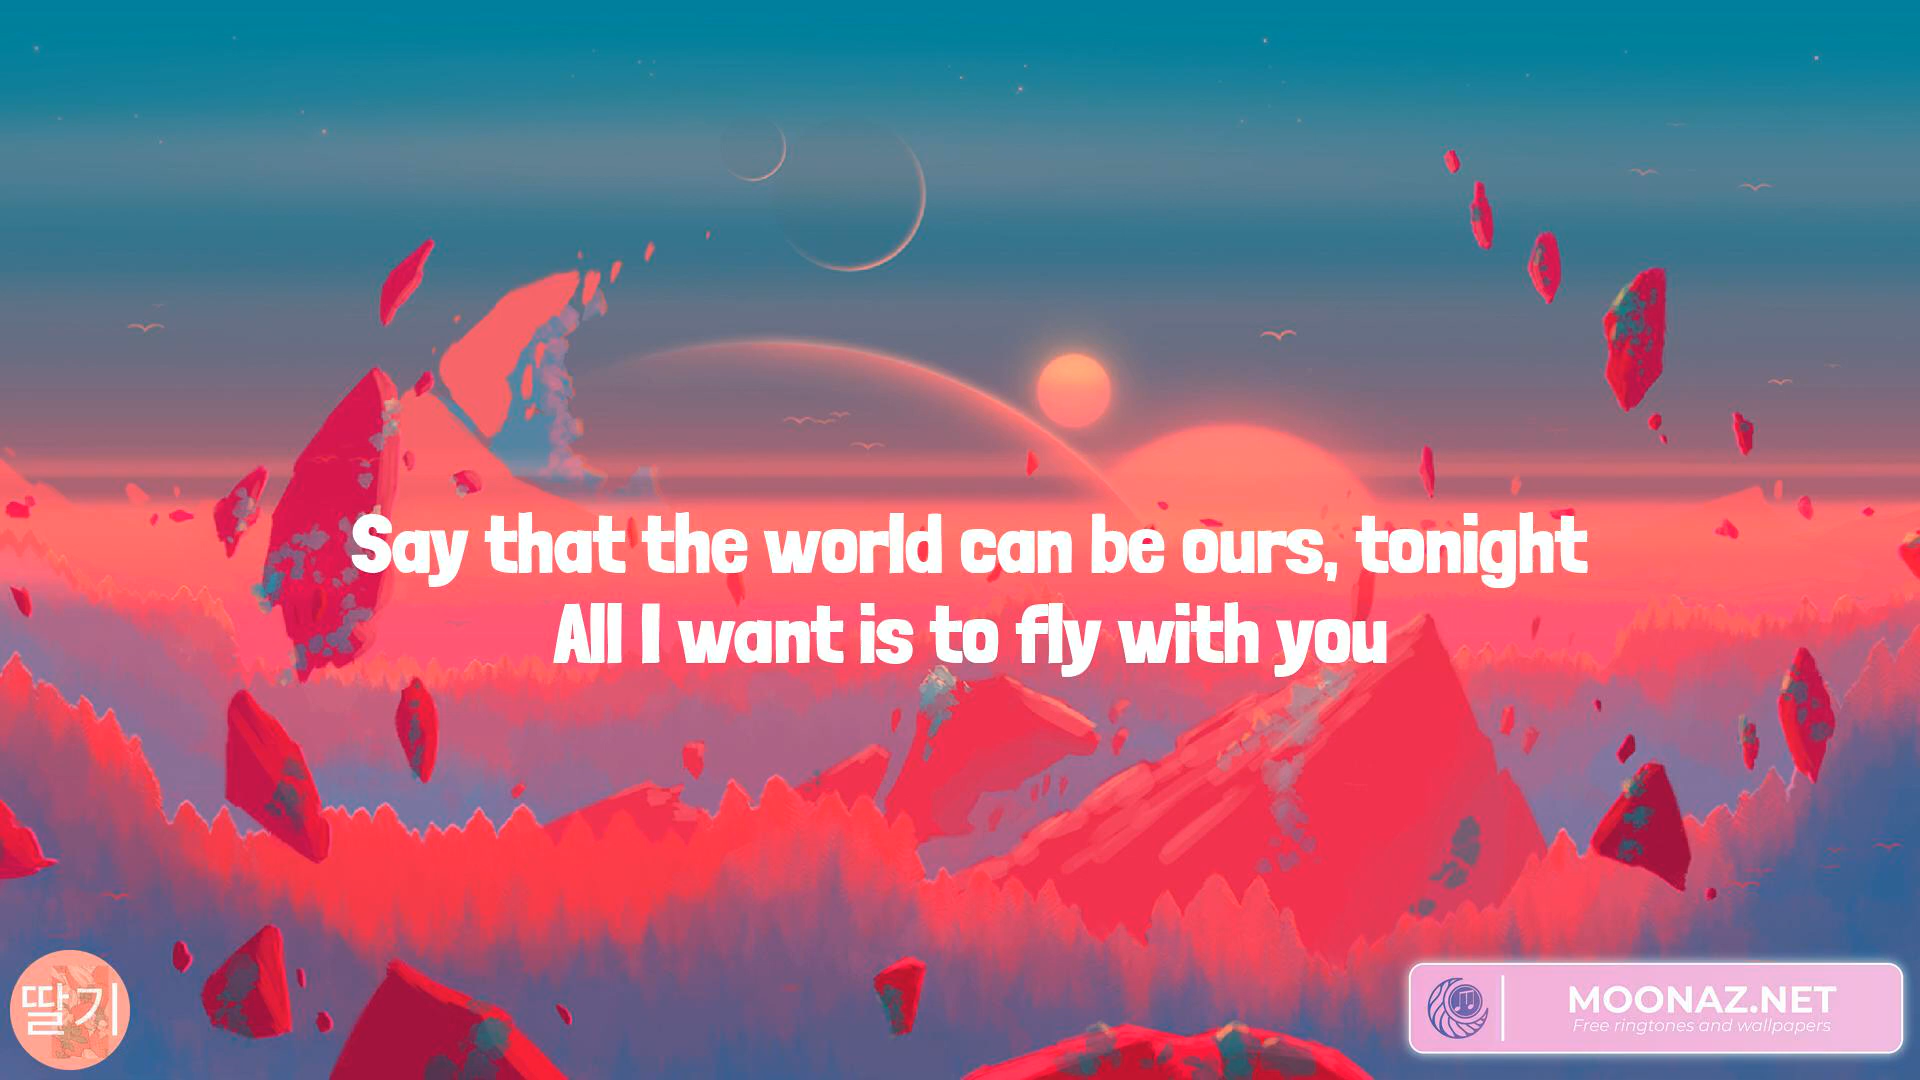 Say that the world can be ours, tonight
All I want is to fly with you
딸기
MOONAZ.NET
Free ringtones and wallpapers